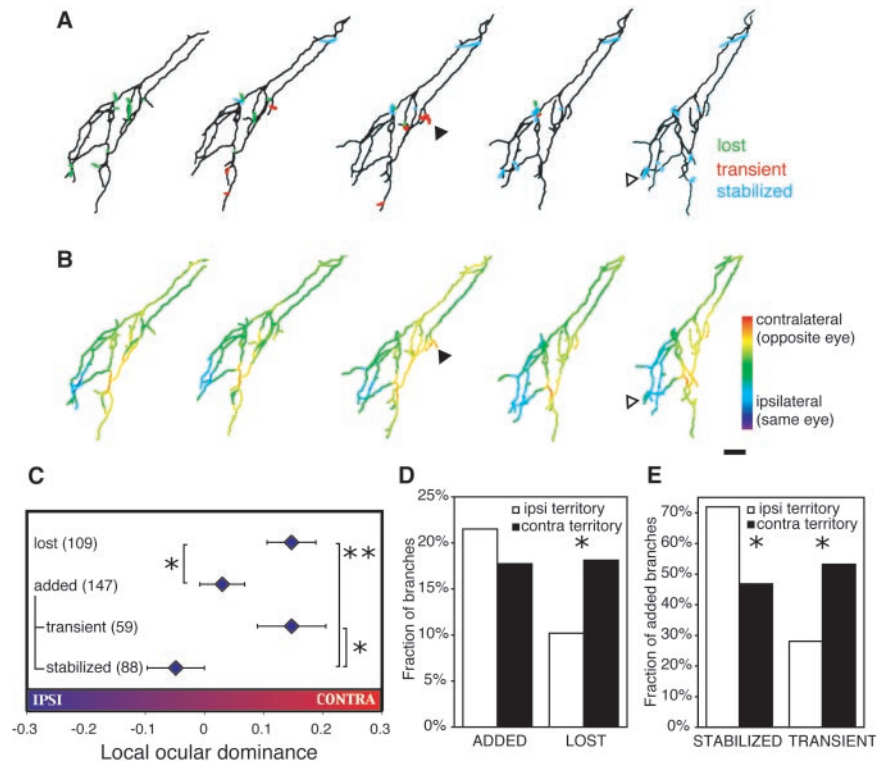 A
lost
transient
stabilized
B
contralateral
(opposite eye)
ipsilateral
(same eye)
C
lost (109)
added (147)
transient (59)
stabilized (88)
*
**
*
IPSI
CONTRA
-0.3
-0.2
-0.1
0
0.1
0.2
0.3
Local ocular dominance
D
Fraction of branches
25%
20%
15%
10%
5%
0%
ipsi territory
contra territory
*
ADDED
LOST
E
Fraction of added branches
70%
60%
50%
40%
30%
20%
10%
0%
ipsi territory
contra territory
*
*
STABILIZED
TRANSIENT